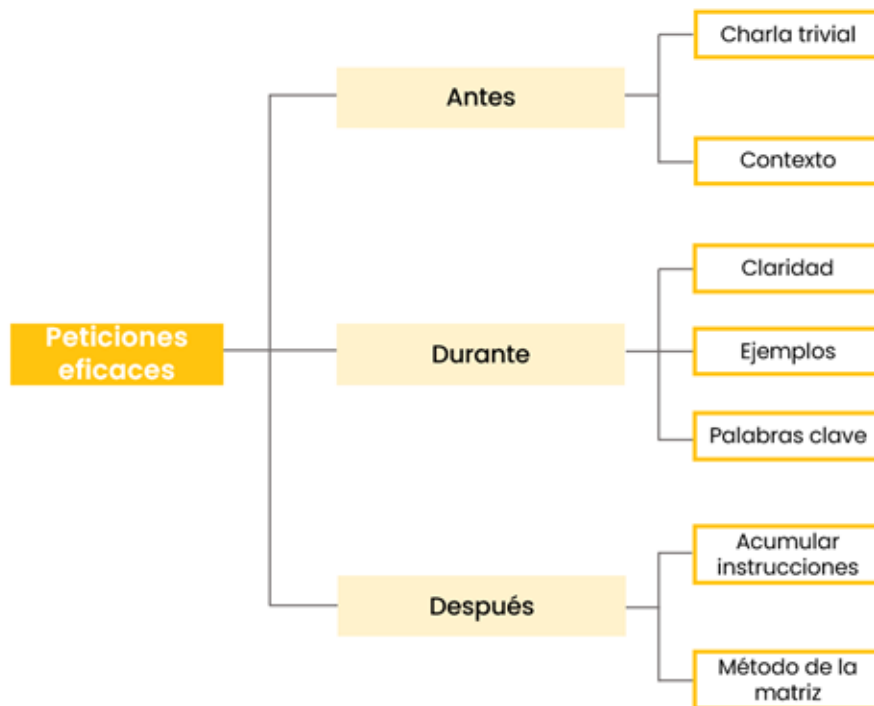 Charla trivial
Antes
Contexto
Claridad
Peticiones
eficaces
Durante
Ejemplos
Palabras clave
Acumular
instrucciones
Después
Método de la
matriz